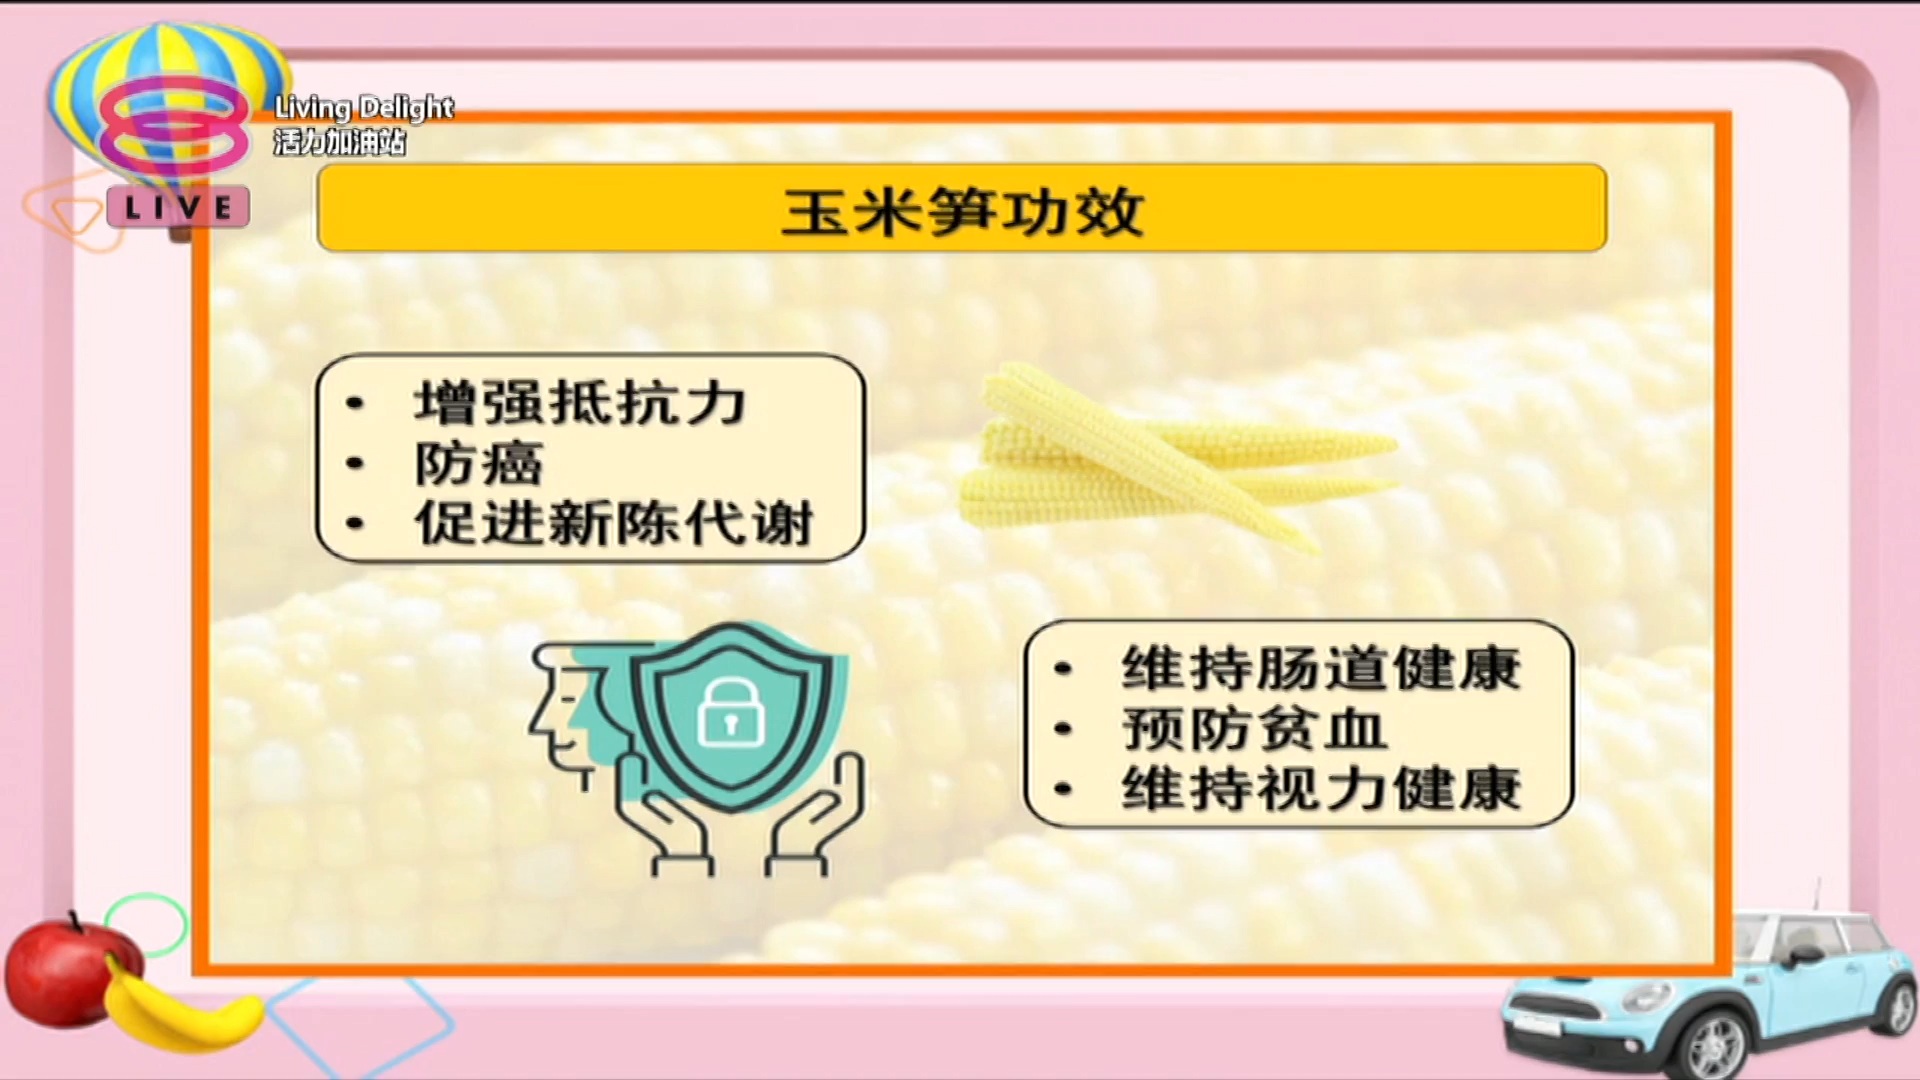 Living Delight
活力加油站
LIVE
玉米笋功效
• 增强抵抗力
• 防癌
• 促进新陈代谢
• 维持肠道健康
• 预防贫血
• 维持视力健康